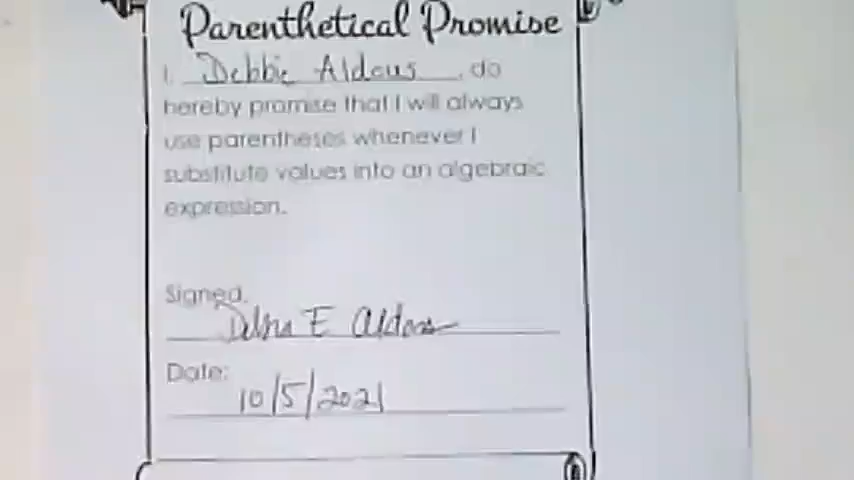 Parenthetical Promise
I, Debbie Aldous, do
hereby promise that I will always
use parentheses whenever I
substitute values into an algebraic
expression.
Signed,
Debra E Aldous
Date:
10/5/2021